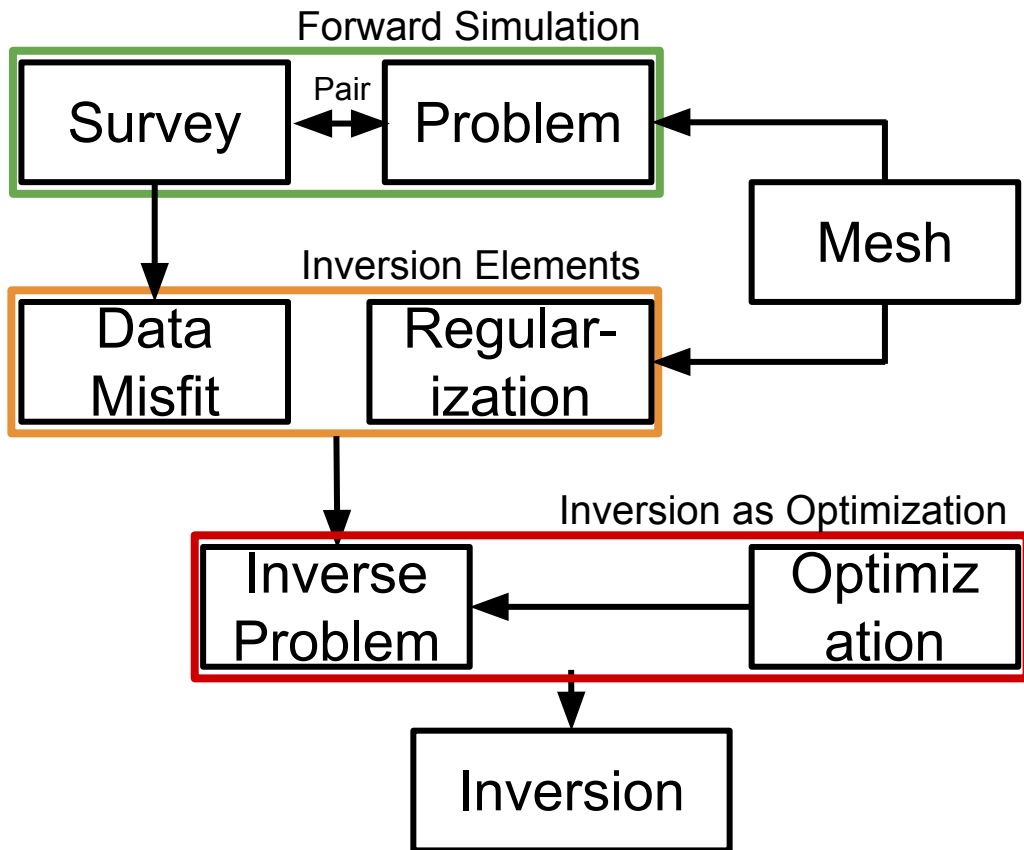 Forward Simulation
Survey
Pair
Problem
Mesh
Inversion Elements
Data
Misfit
Regular-
ization
Inversion as Optimization
Inverse
Problem
Optimiz
ation
Inversion